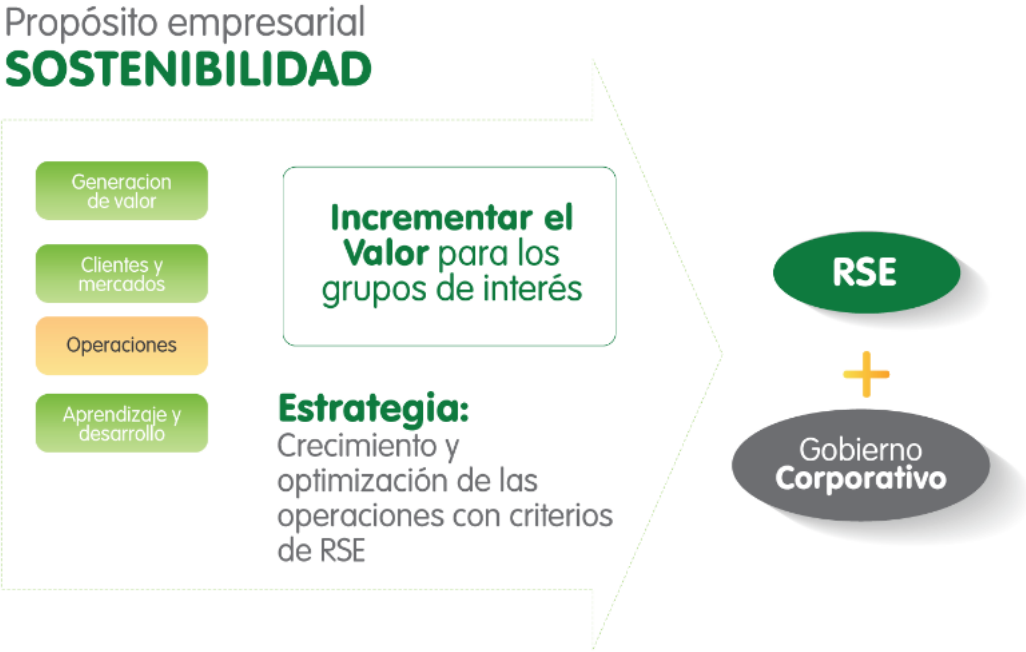 Propósito empresarial
SOSTENIBILIDAD
Generacion
de valor
Clientes y
mercados
Operaciones
Aprendizaje y
desarrollo
Incrementar el
Valor para los
grupos de interés
Estrategia:
Crecimiento y
optimización de las
operaciones con criterios
de RSE
RSE
+
Gobierno
Corporativo